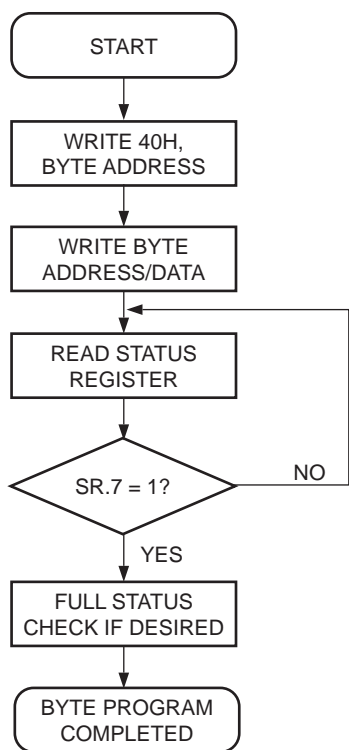 START
WRITE 40H,
BYTE ADDRESS
WRITE BYTE
ADDRESS/DATA
READ STATUS
REGISTER
SR.7 = 1?
NO
YES
FULL STATUS
CHECK IF DESIRED
BYTE PROGRAM
COMPLETED